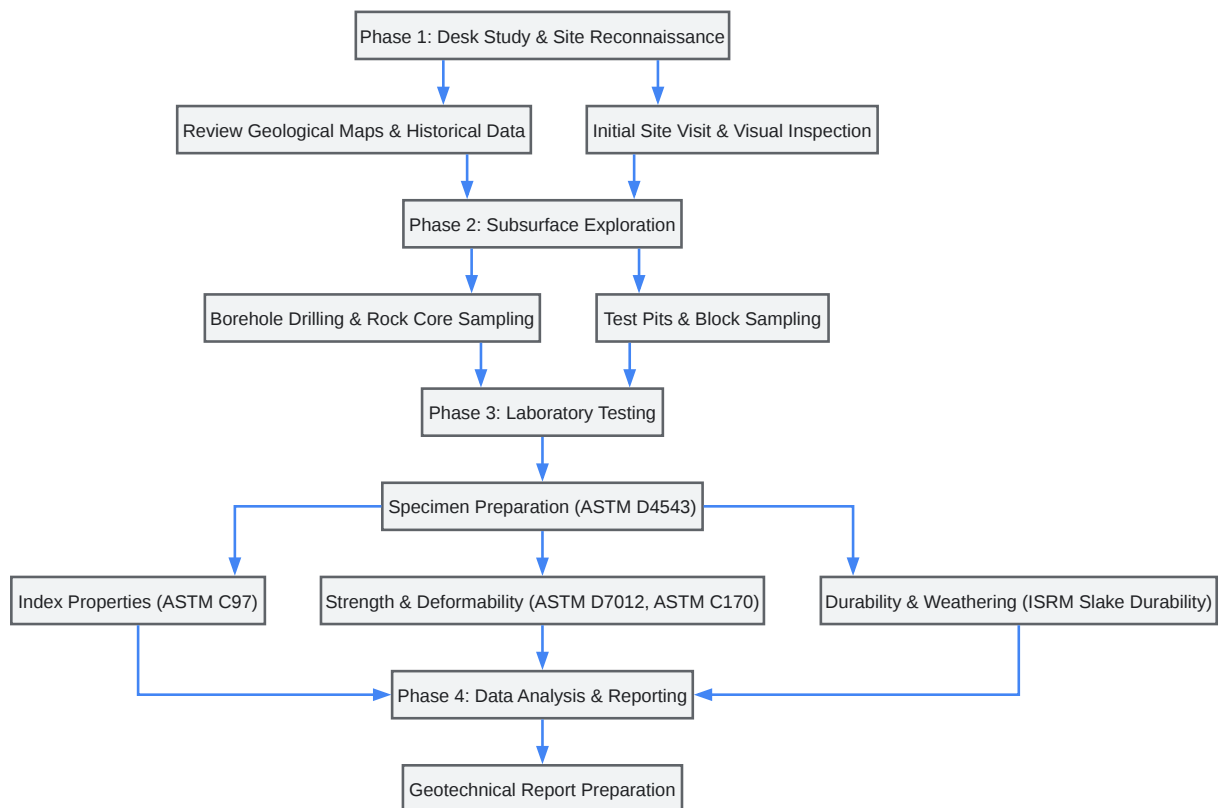 Phase 1: Desk Study & Site Reconnaissance
Review Geological Maps & Historical Data
Initial Site Visit & Visual Inspection
Phase 2: Subsurface Exploration
Borehole Drilling & Rock Core Sampling
Test Pits & Block Sampling
Phase 3: Laboratory Testing
Specimen Preparation (ASTM D4543)
Index Properties (ASTM C97)
Strength & Deformability (ASTM D7012, ASTM C170)
Durability & Weathering (ISRM Slake Durability)
Phase 4: Data Analysis & Reporting
Geotechnical Report Preparation